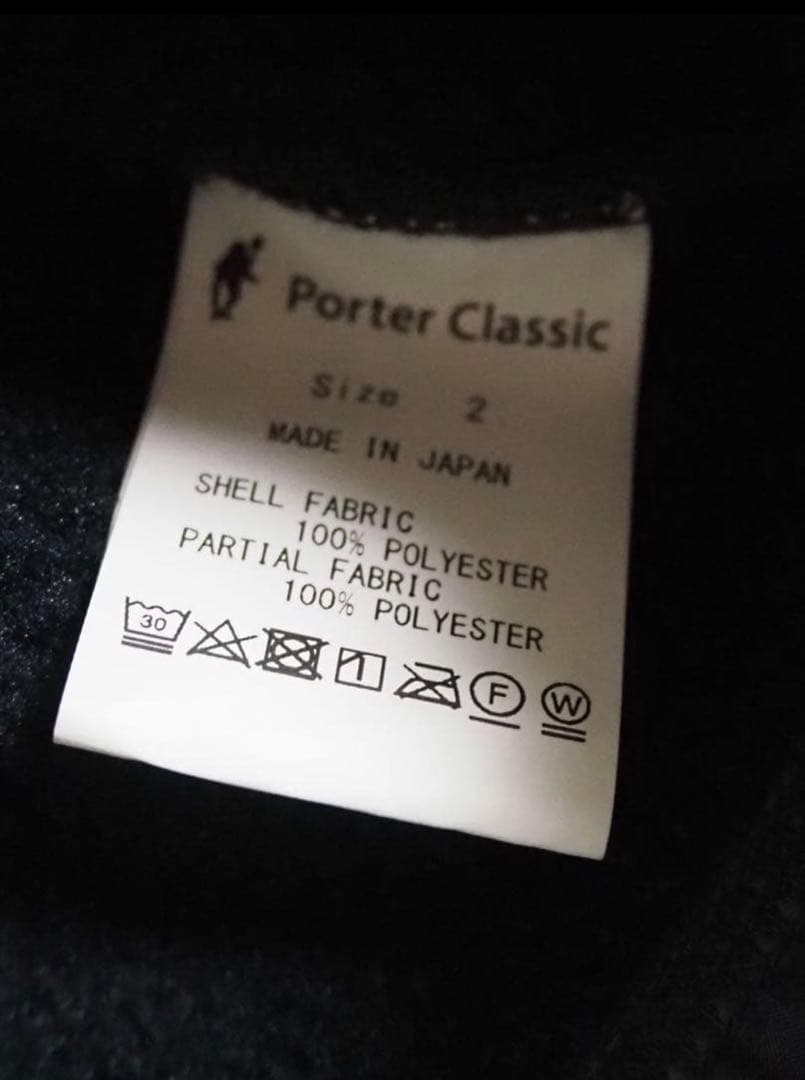 Porter Classic
Size 2
MADE IN JAPAN
SHELL FABRIC
100% POLYESTER
PARTIAL FABRIC
100% POLYESTER
30 F W